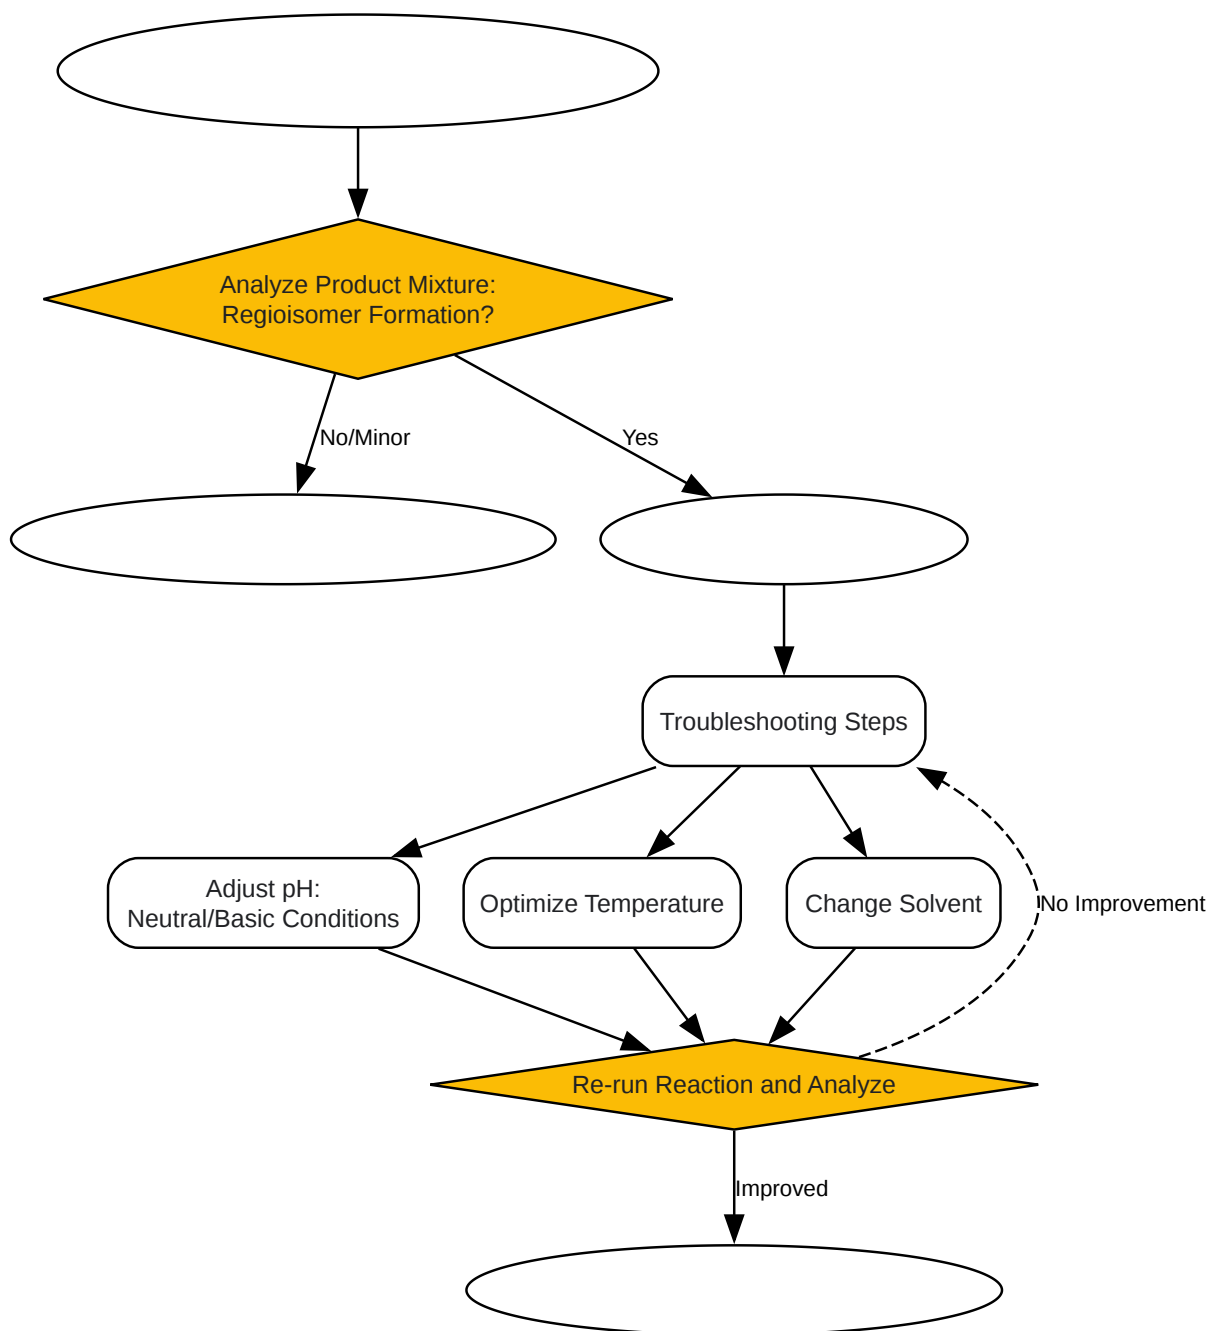 Analyze Product Mixture:
Regioisomer Formation?
No/Minor
Yes
Troubleshooting Steps
Adjust pH:
Neutral/Basic Conditions
Optimize Temperature
Change Solvent
No Improvement
Re-run Reaction and Analyze
Improved